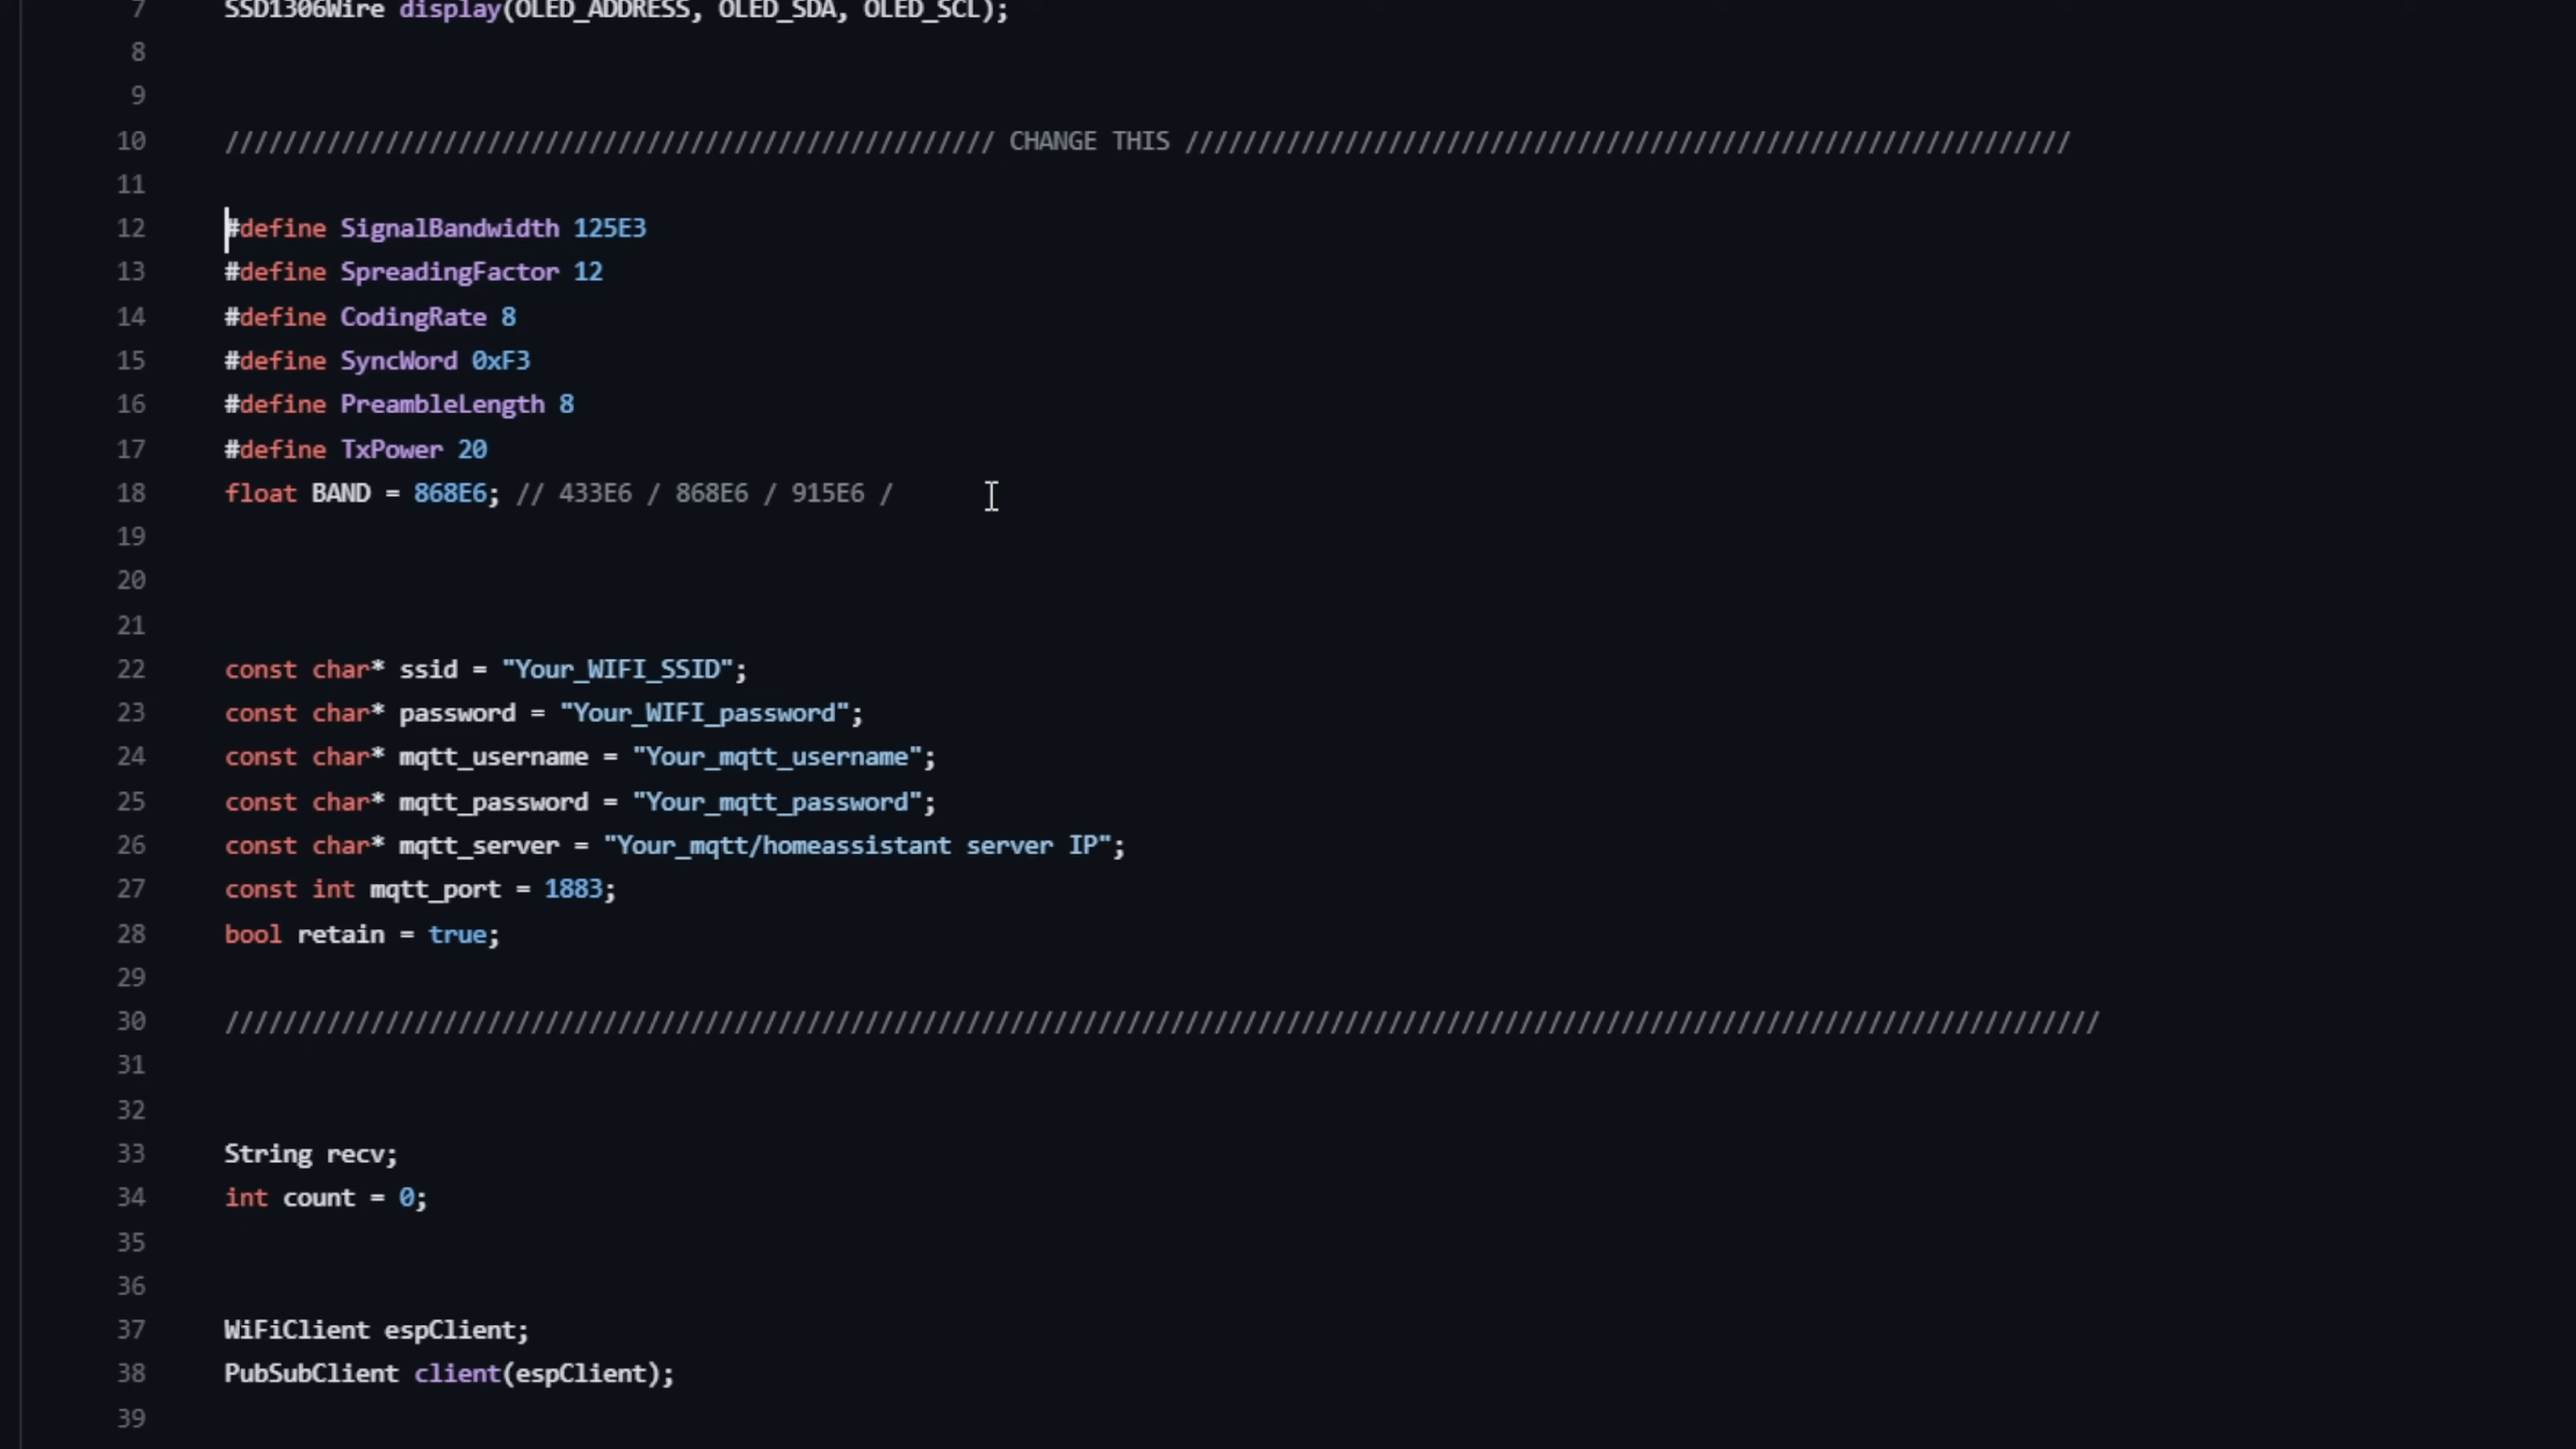 7 SSD1306Wire display(OLED_ADDRESS, OLED_SDA, OLED_SCL);
8
9
10 ///////////////////////////////////////////////////// CHANGE THIS /////////////////////////////////////////////////////////////
11
12 #define SignalBandwidth 125E3
13 #define SpreadingFactor 12
14 #define CodingRate 8
15 #define SyncWord 0xF3
16 #define PreambleLength 8
17 #define TxPower 20
18 float BAND = 868E6; // 433E6 / 868E6 / 915E6 /
19
20
21
22 const char* ssid = "Your_WIFI_SSID";
23 const char* password = "Your_WIFI_password";
24 const char* mqtt_username = "Your_mqtt_username";
25 const char* mqtt_password = "Your_mqtt_password";
26 const char* mqtt_server = "Your_mqtt/homeassistant server IP";
27 const int mqtt_port = 1883;
28 bool retain = true;
29
30 /////////////////////////////////////////////////////////////////////////////////////////////////////////////////////////////////
31
32
33 String recv;
34 int count = 0;
35
36
37 WiFiClient espClient;
38 PubSubClient client(espClient);
39